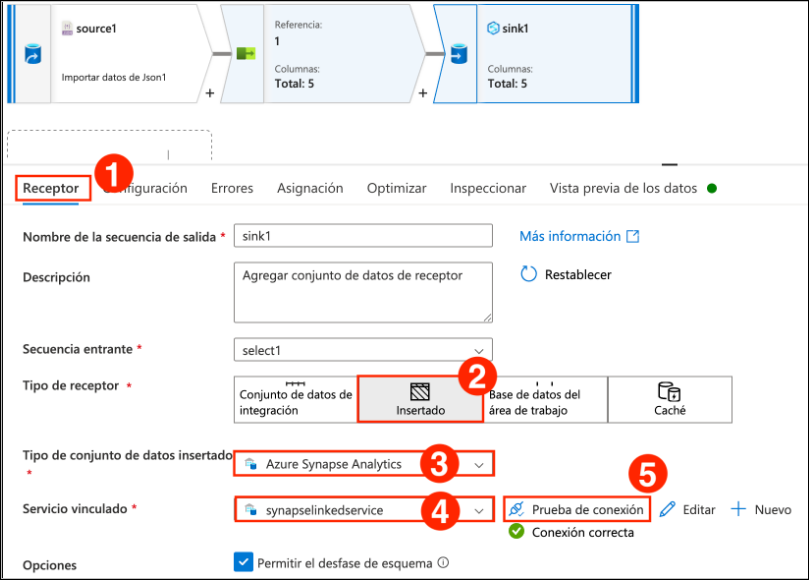 source1
Importar datos de Json1
+
Referencia:
1
Columnas:
Total: 5
+
sink1
Columnas:
Total: 5
1
Receptor
onfiguración
Errores
Asignación
Optimizar
Inspeccionar
Vista previa de los datos
Nombre de la secuencia de salida *
sink1
Más información
Descripción
Agregar conjunto de datos de receptor
Restablecer
Secuencia entrante *
select1
Tipo de receptor *
2
Conjunto de datos de
integración
Insertado
Base de datos del
área de trabajo
Caché
Tipo de conjunto de datos insertado
*
Azure Synapse Analytics
3
5
Servicio vinculado *
synapselinkedservice
4
Prueba de conexión
Editar
+ Nuevo
Conexión correcta
Opciones
Permitir el desfase de esquema